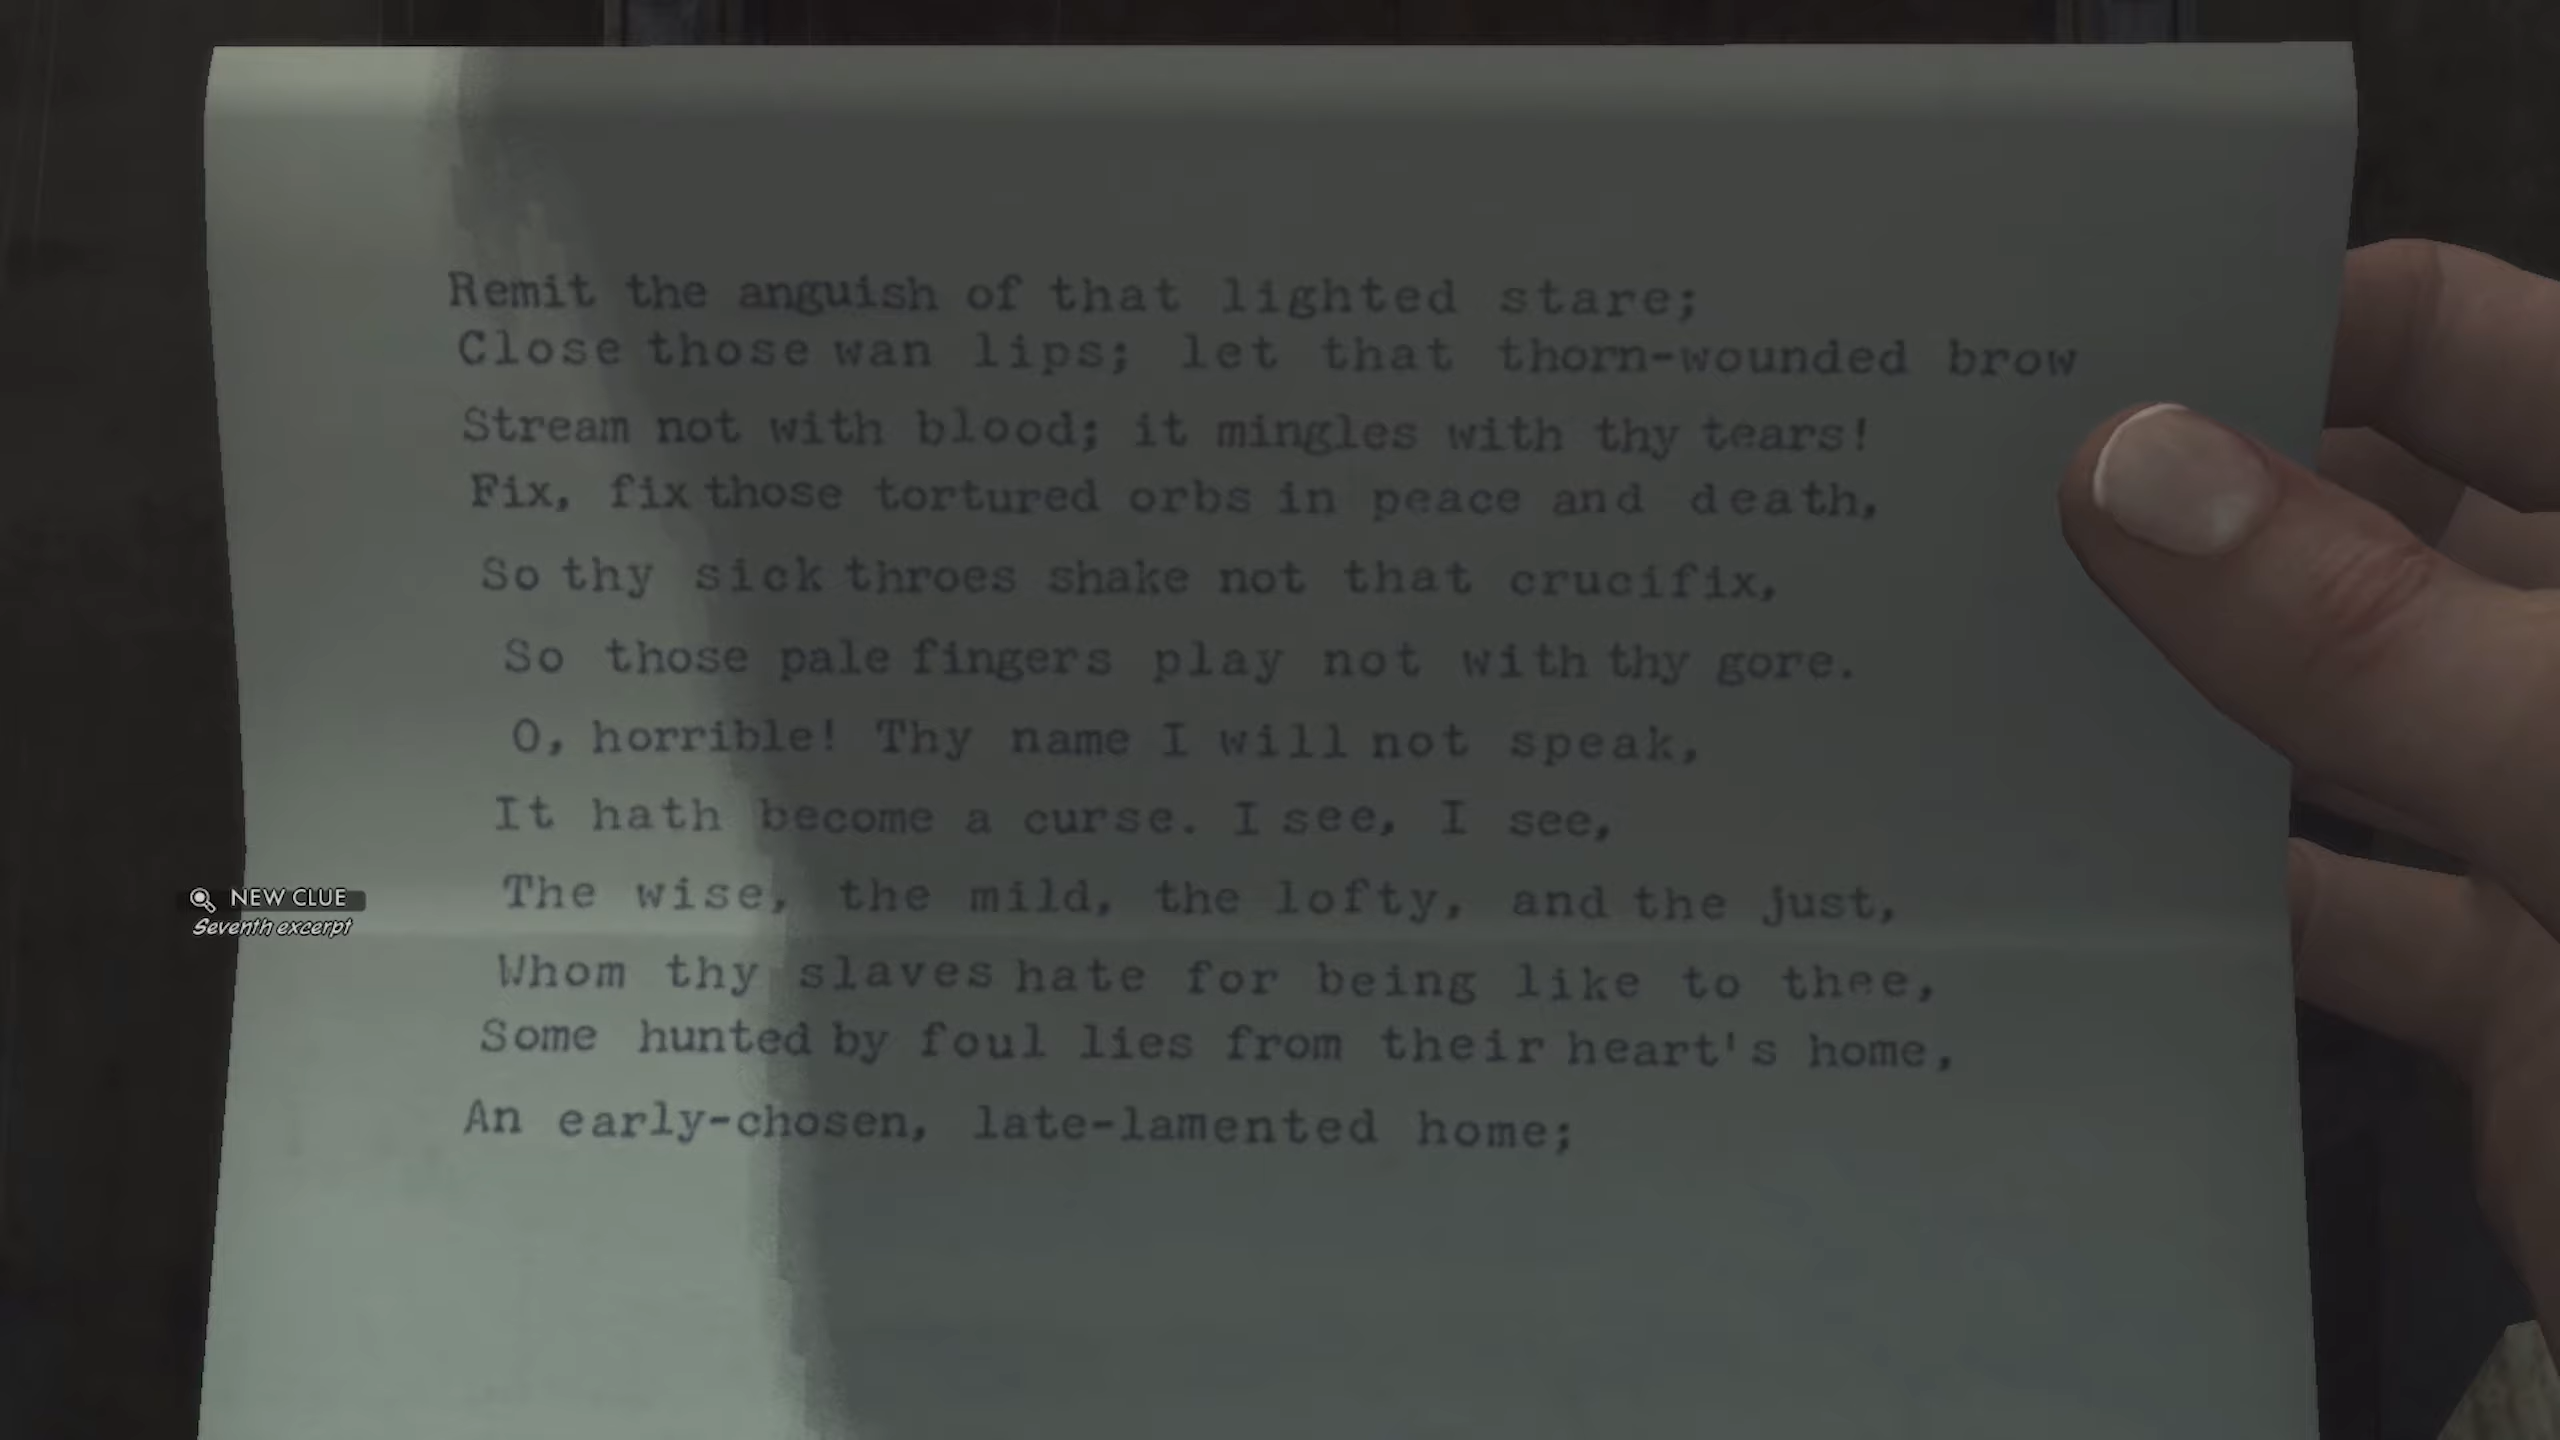 Remit the anguish of that lighted stare;
Close those wan lips; let that thorn-wounded brow
Stream not with blood; it mingles with thy tears!
Fix, fix those tortured orbs in peace and death,
So thy sick throes shake not that crucifix,
So those pale fingers play not with thy gore.
O, horrible! Thy name I will not speak,
It hath become a curse. I see, I see,
The wise, the mild, the lofty, and the just,
Whom thy slaves hate for being like to thee,
Some hunted by foul lies from their heart's home,
An early-chosen, late-lamented home;
NEW CLUE
Seventh excerpt